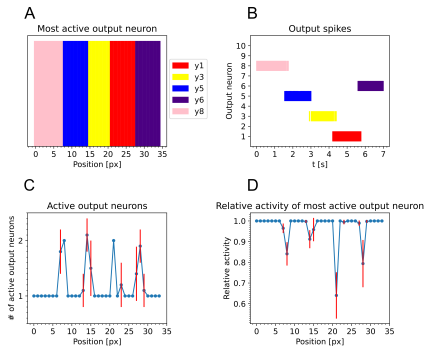 A
Most active output neuron
y1
y3
y5
y6
y8
0 5 10 15 20 25 30 35
Position [px]
B
Output spikes
Output neuron
10
9
8
7
6
5
4
3
2
1
0 1 2 3 4 5 6 7
t [s]
C
Active output neurons
# of active output neurons
2
1
0 5 10 15 20 25 30 35
Position [px]
D
Relative activity of most active output neuron
Relative activity
1.0
0.9
0.8
0.7
0.6
0 5 10 15 20 25 30 35
Position [px]